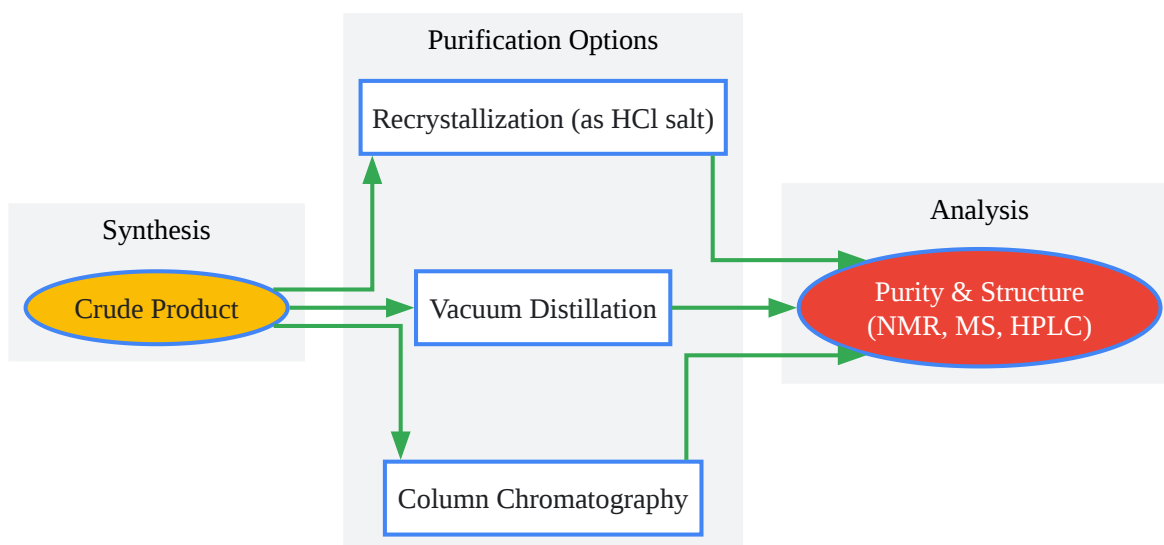 Synthesis
Crude Product
Purification Options
Recrystallization (as HCl salt)
Vacuum Distillation
Column Chromatography
Analysis
Purity & Structure
(NMR, MS, HPLC)